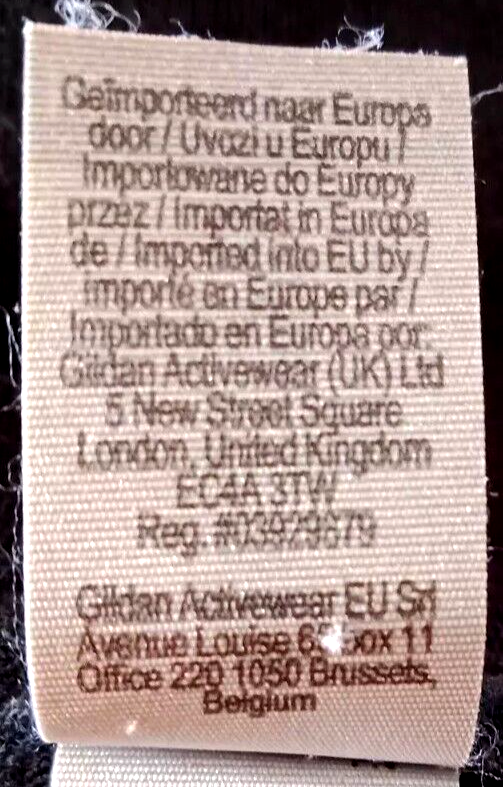 Geïmporteerd naar Europa
door / Uvozi u Europu /
Importowane do Europy
przez / Importat in Europa
de / Imported into EU by /
importé en Europe par /
Importado en Europa por:
Gildan Activewear (UK) Ltd
5 New Street Square
London, United Kingdom
EC4A 3TW
Reg. #03929879
Gildan Activewear EU Srl
Avenue Louise 11
Office 220 1050 Brussels,
Belgium